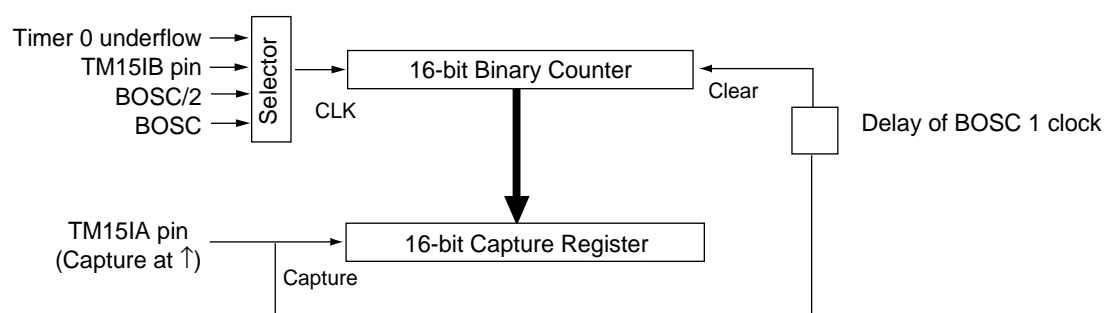 Timer 0 underflow
TM15IB pin
BOSC/2
BOSC
Selector
CLK
16-bit Binary Counter
Clear
Delay of BOSC 1 clock
TM15IA pin
(Capture at ↑)
Capture
16-bit Capture Register